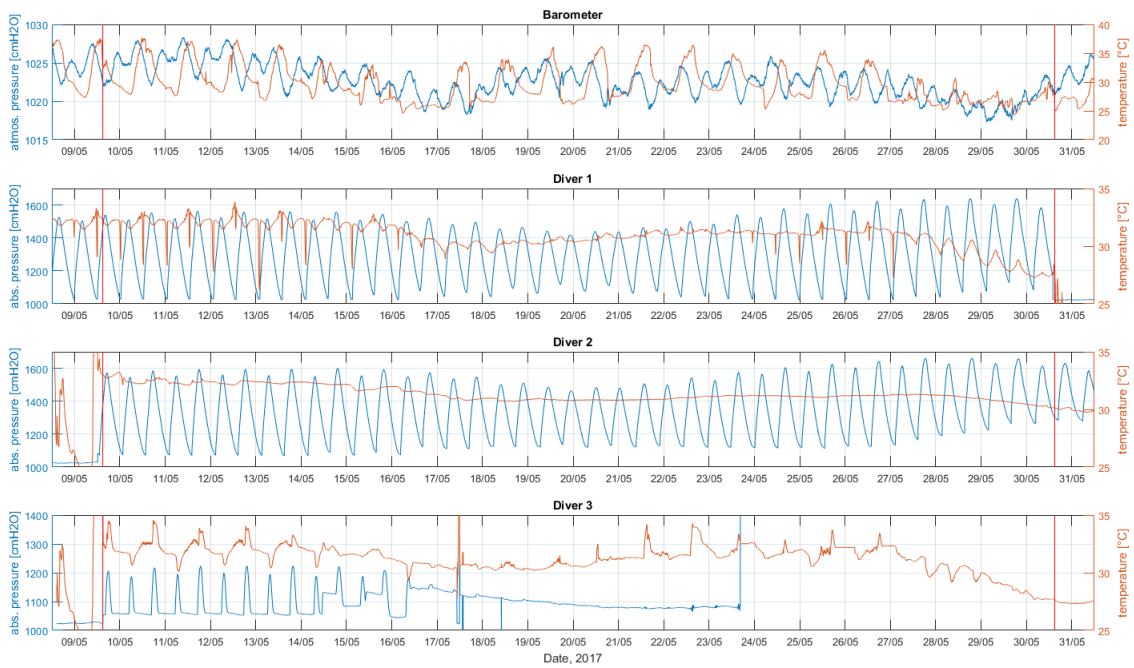 Barometer
atmos. pressure [cmH2O]
1030
1025
1020
1015
40
35
30
25
20
temperature [°C]
09/05 10/05 11/05 12/05 13/05 14/05 15/05 16/05 17/05 18/05 19/05 20/05 21/05 22/05 23/05 24/05 25/05 26/05 27/05 28/05 29/05 30/05 31/05
Diver 1
abs. pressure [cmH2O]
1600
1400
1200
1000
35
30
25
temperature [°C]
09/05 10/05 11/05 12/05 13/05 14/05 15/05 16/05 17/05 18/05 19/05 20/05 21/05 22/05 23/05 24/05 25/05 26/05 27/05 28/05 29/05 30/05 31/05
Diver 2
abs. pressure [cmH2O]
1600
1400
1200
1000
35
30
25
temperature [°C]
09/05 10/05 11/05 12/05 13/05 14/05 15/05 16/05 17/05 18/05 19/05 20/05 21/05 22/05 23/05 24/05 25/05 26/05 27/05 28/05 29/05 30/05 31/05
Diver 3
abs. pressure [cmH2O]
1400
1300
1200
1100
1000
35
30
25
temperature [°C]
09/05 10/05 11/05 12/05 13/05 14/05 15/05 16/05 17/05 18/05 19/05 20/05 21/05 22/05 23/05 24/05 25/05 26/05 27/05 28/05 29/05 30/05 31/05
Date, 2017